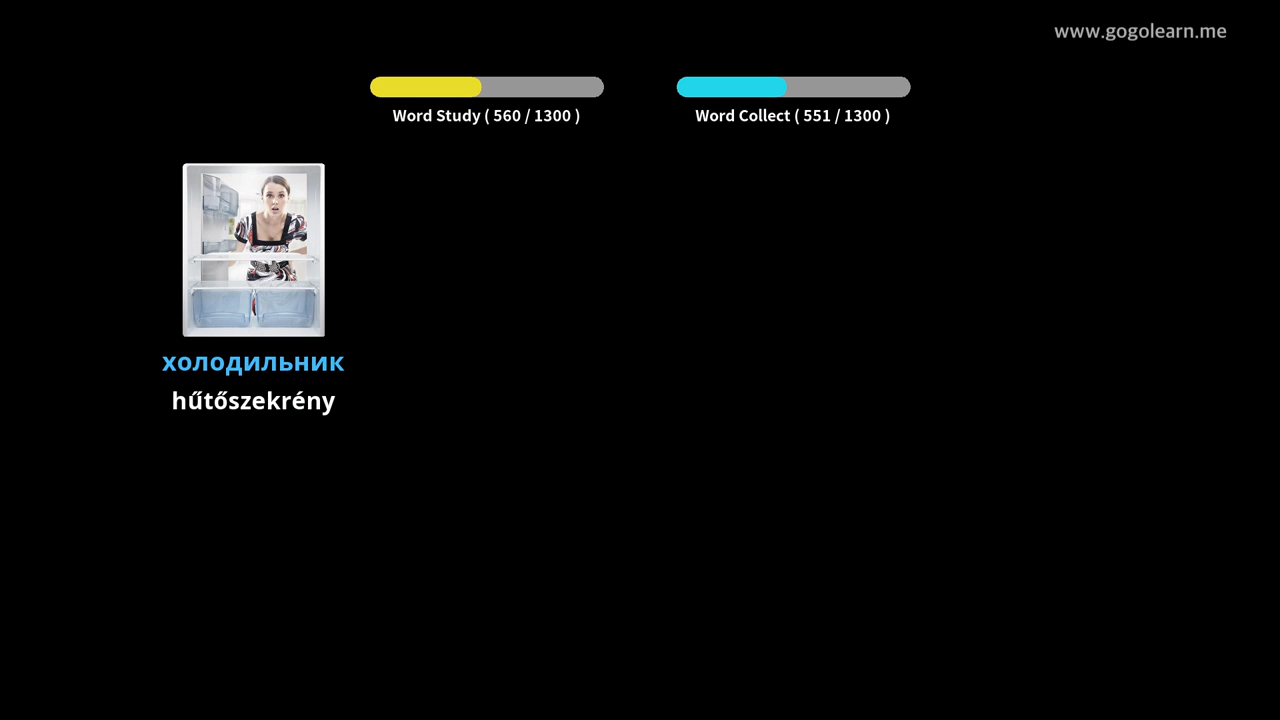 www.gogolearn.me
Word Study ( 560 / 1300 )
Word Collect ( 551 / 1300 )
холодильник
hűtőszekrény